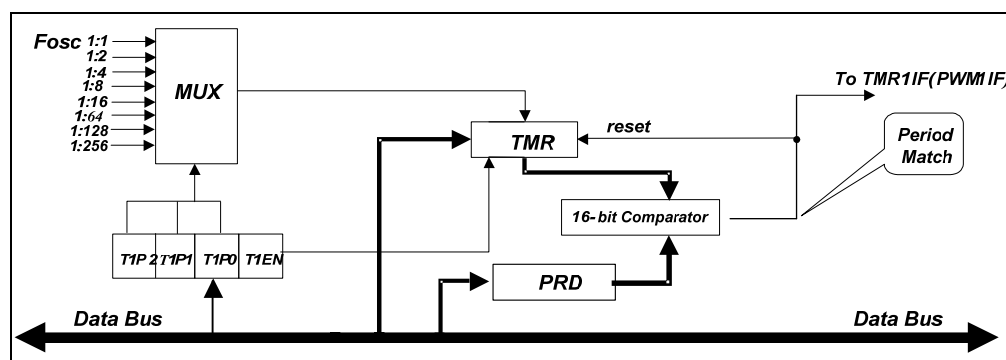 Fosc 1:1
1:2
1:4
1:8
1:16
1:64
1:128
1:256
MUX
To TMR1IF(PWM1IF)
TMR
reset
Period
Match
16-bit Comparator
T1P2 T1P1 T1P0 T1EN
PRD
Data Bus
Data Bus